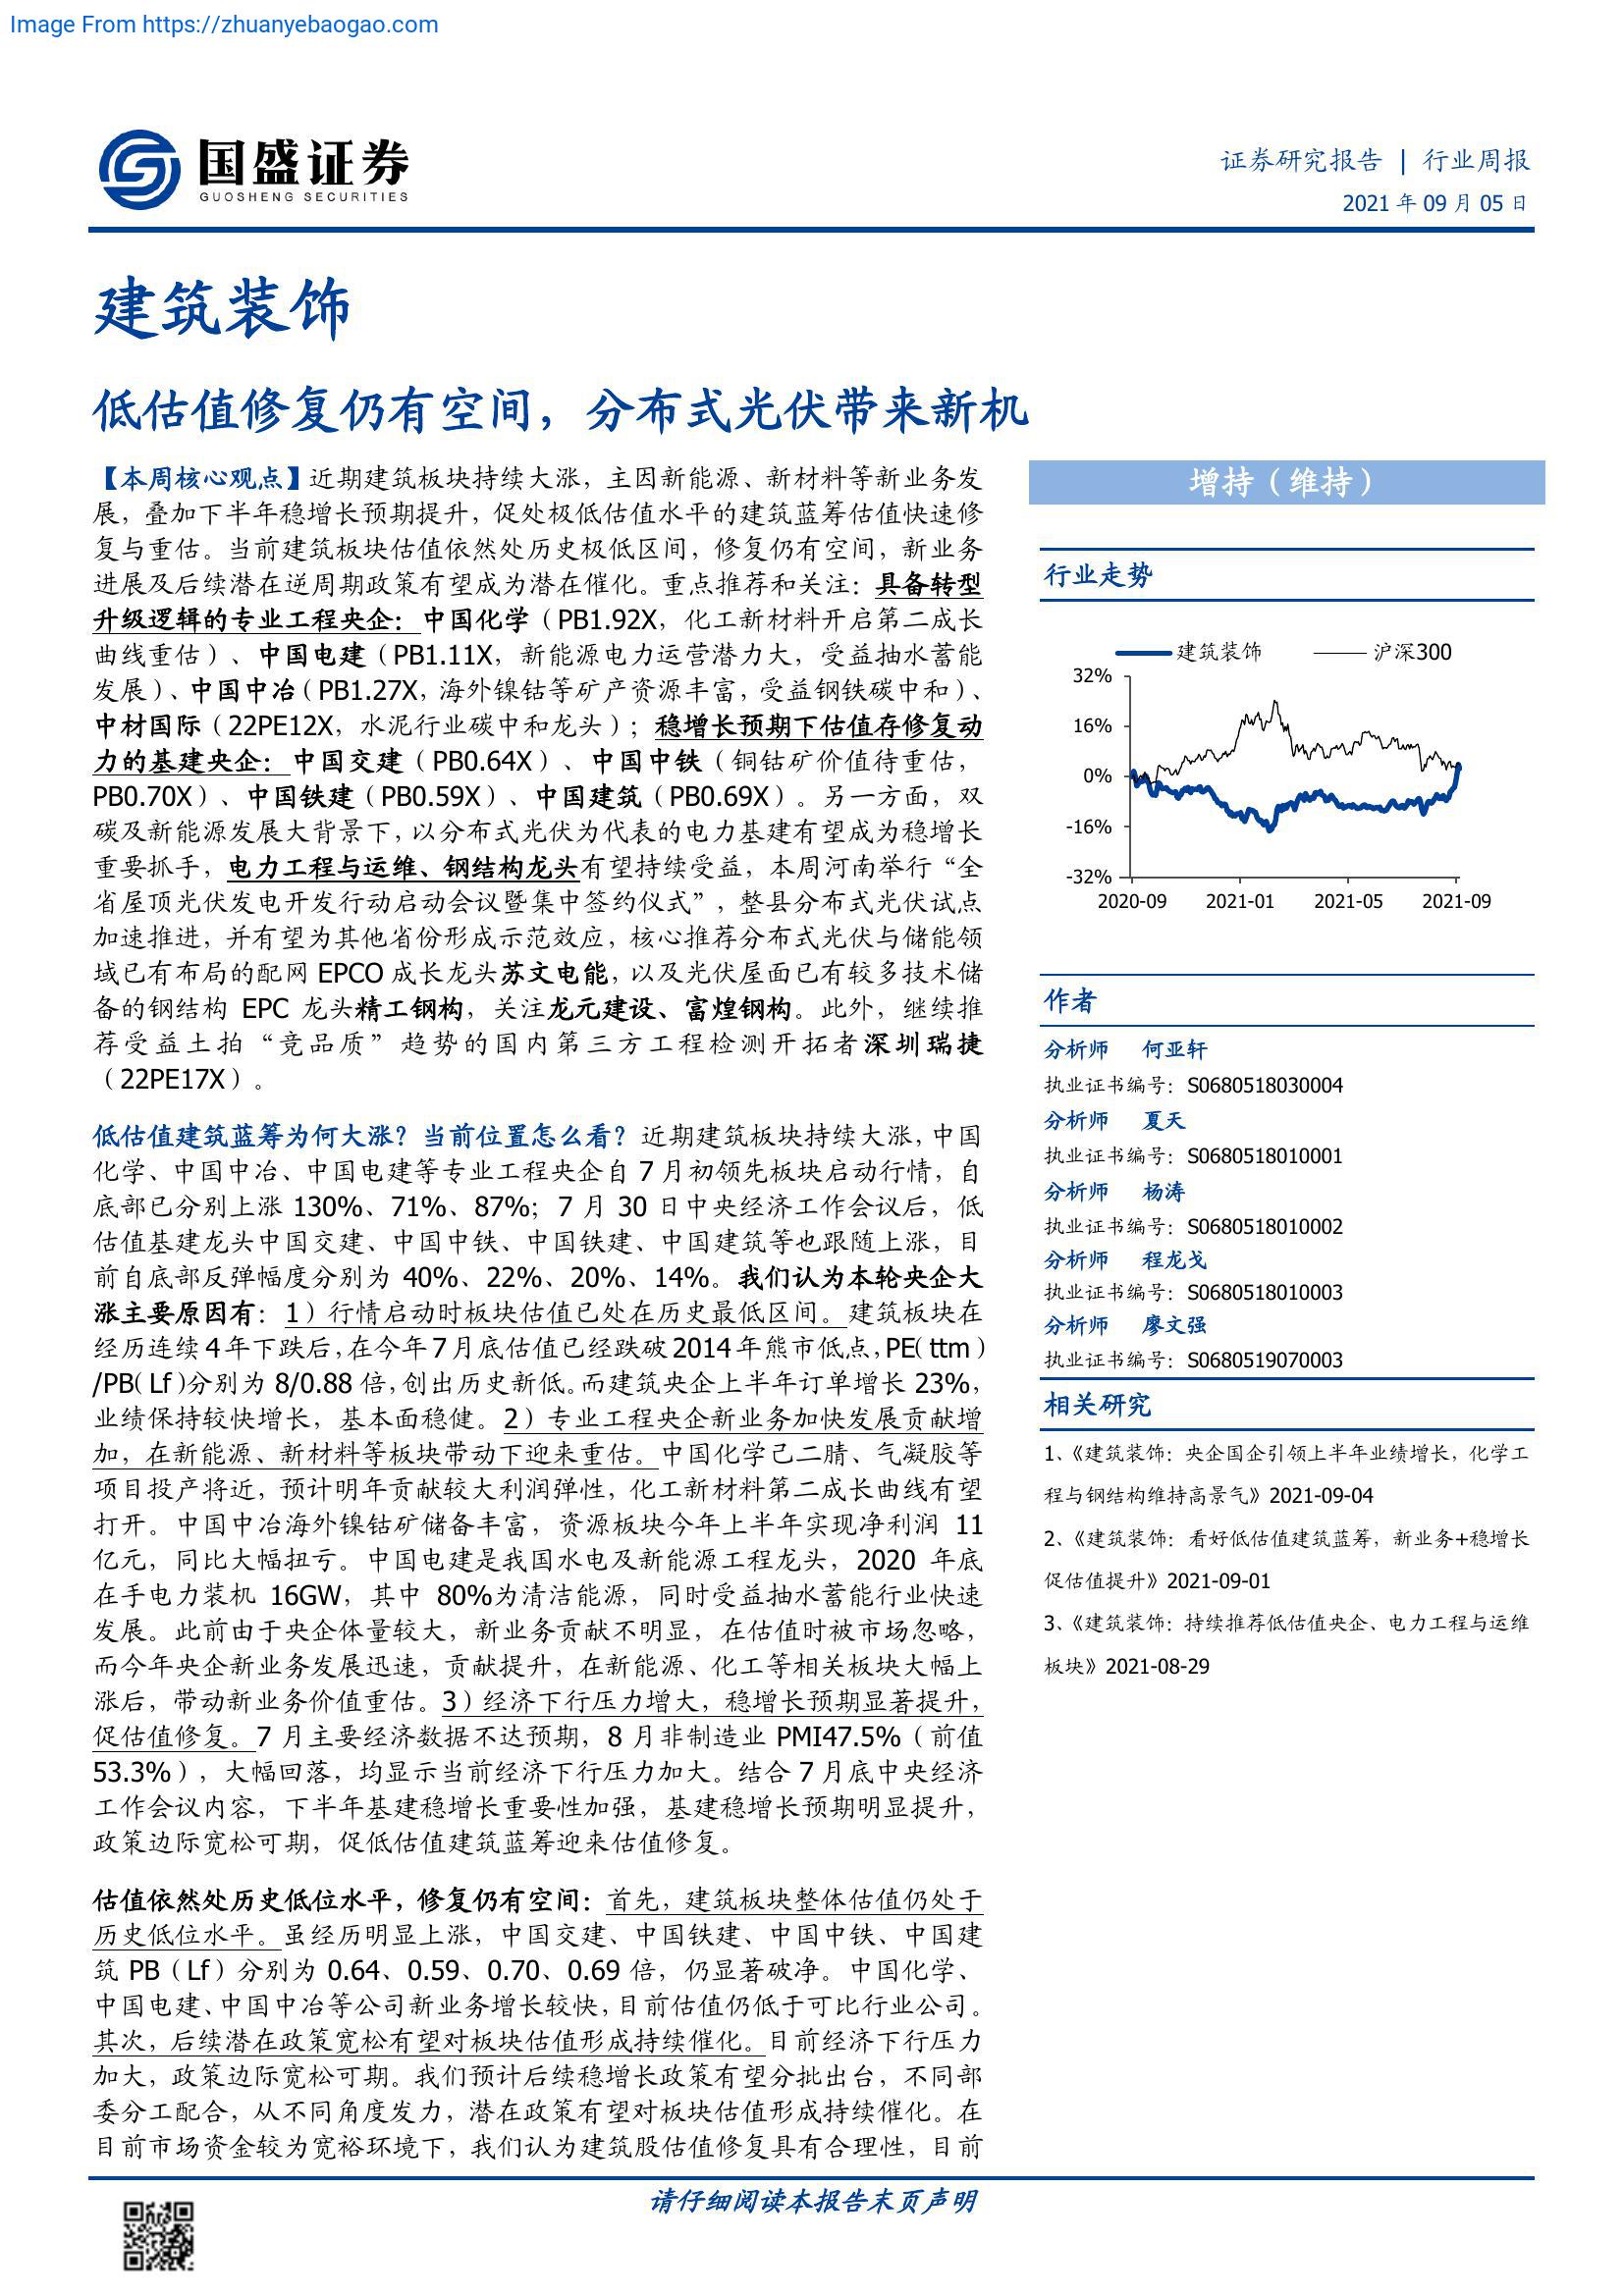 Image From https://zhuanyebaogao.com
国盛证券
GUOSHENG SECURITIES
证券研究报告 | 行业周报
2021 年 09 月 05 日
建筑装饰
低估值修复仍有空间，分布式光伏带来新机
【本周核心观点】近期建筑板块持续大涨，主因新能源、新材料等新业务发
展，叠加下半年稳增长预期提升，促处极低估值水平的建筑蓝筹估值快速修
复与重估。当前建筑板块估值依然处历史极低区间，修复仍有空间，新业务
进展及后续潜在逆周期政策有望成为潜在催化。重点推荐和关注：具备转型
升级逻辑的专业工程央企：中国化学（PB1.92X，化工新材料开启第二成长
曲线重估）、中国电建（PB1.11X，新能源电力运营潜力大，受益抽水蓄能
发展）、中国中冶（PB1.27X，海外镍钴等矿产资源丰富，受益钢铁碳中和）、
中材国际（22PE12X，水泥行业碳中和龙头）；稳增长预期下估值存修复动
力的基建央企：中国交建（PB0.64X）、中国中铁（铜钴矿价值待重估，
PB0.70X）、中国铁建（PB0.59X）、中国建筑（PB0.69X）。另一方面，双
碳及新能源发展大背景下，以分布式光伏为代表的电力基建有望成为稳增长
重要抓手，电力工程与运维、钢结构龙头有望持续受益，本周河南举行“全
省屋顶光伏发电开发行动启动会议暨集中签约仪式”，整县分布式光伏试点
加速推进，并有望为其他省份形成示范效应，核心推荐分布式光伏与储能领
域已有布局的配网 EPCO 成长龙头苏文电能，以及光伏屋面已有较多技术储
备的钢结构 EPC 龙头精工钢构，关注龙元建设、富煌钢构。此外，继续推
荐受益土拍“竞品质”趋势的国内第三方工程检测开拓者深圳瑞捷
（22PE17X）。
低估值建筑蓝筹为何大涨？当前位置怎么看？近期建筑板块持续大涨，中国
化学、中国中冶、中国电建等专业工程央企自 7 月初领先板块启动行情，自
底部已分别上涨 130%、71%、87%；7 月 30 日中央经济工作会议后，低
估值基建龙头中国交建、中国中铁、中国铁建、中国建筑等也跟随上涨，目
前自底部反弹幅度分别为 40%、22%、20%、14%。我们认为本轮央企大
涨主要原因有：1）行情启动时板块估值已处在历史最低区间。建筑板块在
经历连续 4 年下跌后，在今年 7 月底估值已经跌破 2014 年熊市低点，PE（ttm）
/PB（Lf）分别为 8/0.88 倍，创出历史新低。而建筑央企上半年订单增长 23%，
业绩保持较快增长，基本面稳健。2）专业工程央企新业务加快发展贡献增
加，在新能源、新材料等板块带动下迎来重估。中国化学己二腈、气凝胶等
项目投产将近，预计明年贡献较大利润弹性，化工新材料第二成长曲线有望
打开。中国中冶海外镍钴矿储备丰富，资源板块今年上半年实现净利润 11
亿元，同比大幅扭亏。中国电建是我国水电及新能源工程龙头，2020 年底
在手电力装机 16GW，其中 80%为清洁能源，同时受益抽水蓄能行业快速
发展。此前由于央企体量较大，新业务贡献不明显，在估值时被市场忽略，
而今年央企新业务发展迅速，贡献提升，在新能源、化工等相关板块大幅上
涨后，带动新业务价值重估。3）经济下行压力增大，稳增长预期显著提升，
促估值修复。7 月主要经济数据不达预期，8 月非制造业 PMI47.5%（前值
53.3%），大幅回落，均显示当前经济下行压力加大。结合 7 月底中央经济
工作会议内容，下半年基建稳增长重要性加强，基建稳增长预期明显提升，
政策边际宽松可期，促低估值建筑蓝筹迎来估值修复。
估值依然处历史低位水平，修复仍有空间：首先，建筑板块整体估值仍处于
历史低位水平。虽经历明显上涨，中国交建、中国铁建、中国中铁、中国建
筑 PB（Lf）分别为 0.64、0.59、0.70、0.69 倍，仍显著破净。中国化学、
中国电建、中国中冶等公司新业务增长较快，目前估值仍低于可比行业公司。
其次，后续潜在政策宽松有望对板块估值形成持续催化。目前经济下行压力
加大，政策边际宽松可期。我们预计后续稳增长政策有望分批出台，不同部
委分工配合，从不同角度发力，潜在政策有望对板块估值形成持续催化。在
目前市场资金较为宽裕环境下，我们认为建筑股估值修复具有合理性，目前
增持（维持）
行业走势
建筑装饰 沪深300
32%
16%
0%
-16%
-32%
2020-09 2021-01 2021-05 2021-09
作者
分析师 何亚轩
执业证书编号：S0680518030004
分析师 夏天
执业证书编号：S0680518010001
分析师 杨涛
执业证书编号：S0680518010002
分析师 程龙戈
执业证书编号：S0680518010003
分析师 廖文强
执业证书编号：S0680519070003
相关研究
1、《建筑装饰：央企国企引领上半年业绩增长，化学工
程与钢结构维持高景气》2021-09-04
2、《建筑装饰：看好低估值建筑蓝筹，新业务+稳增长
促估值提升》2021-09-01
3、《建筑装饰：持续推荐低估值央企、电力工程与运维
板块》2021-08-29
请仔细阅读本报告末页声明